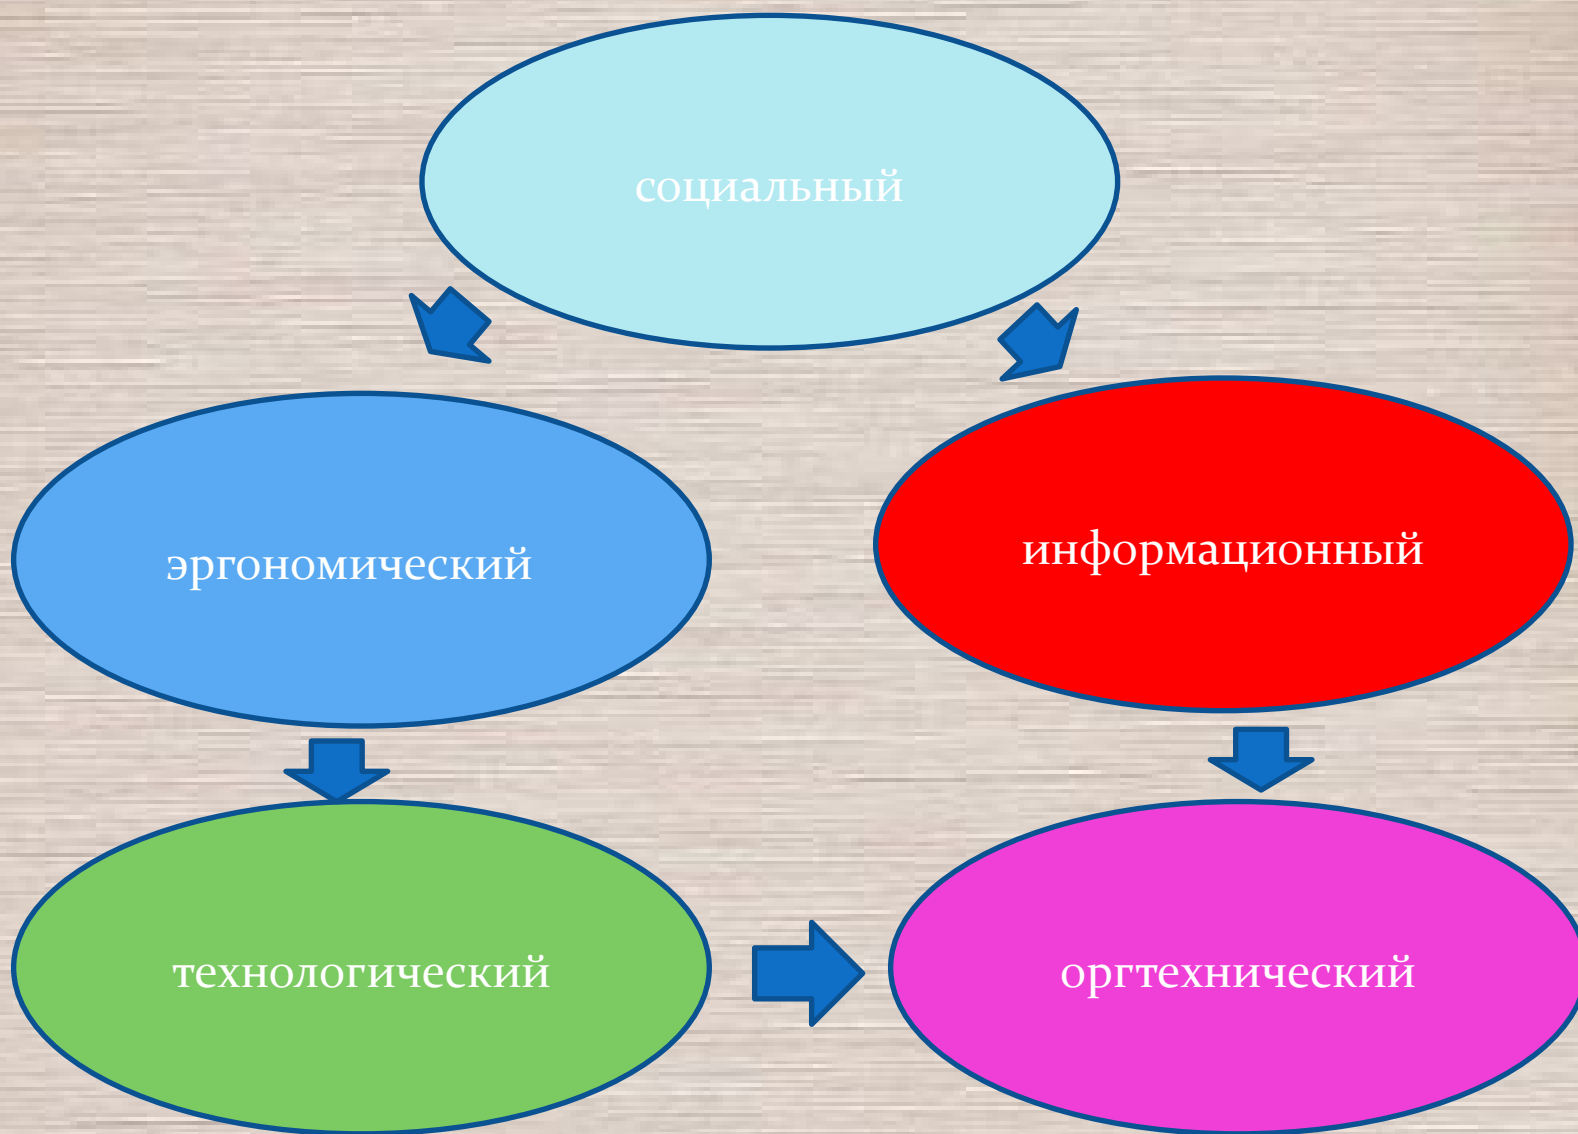 социальный
эргономический
информационный
технологический
оргтехнический